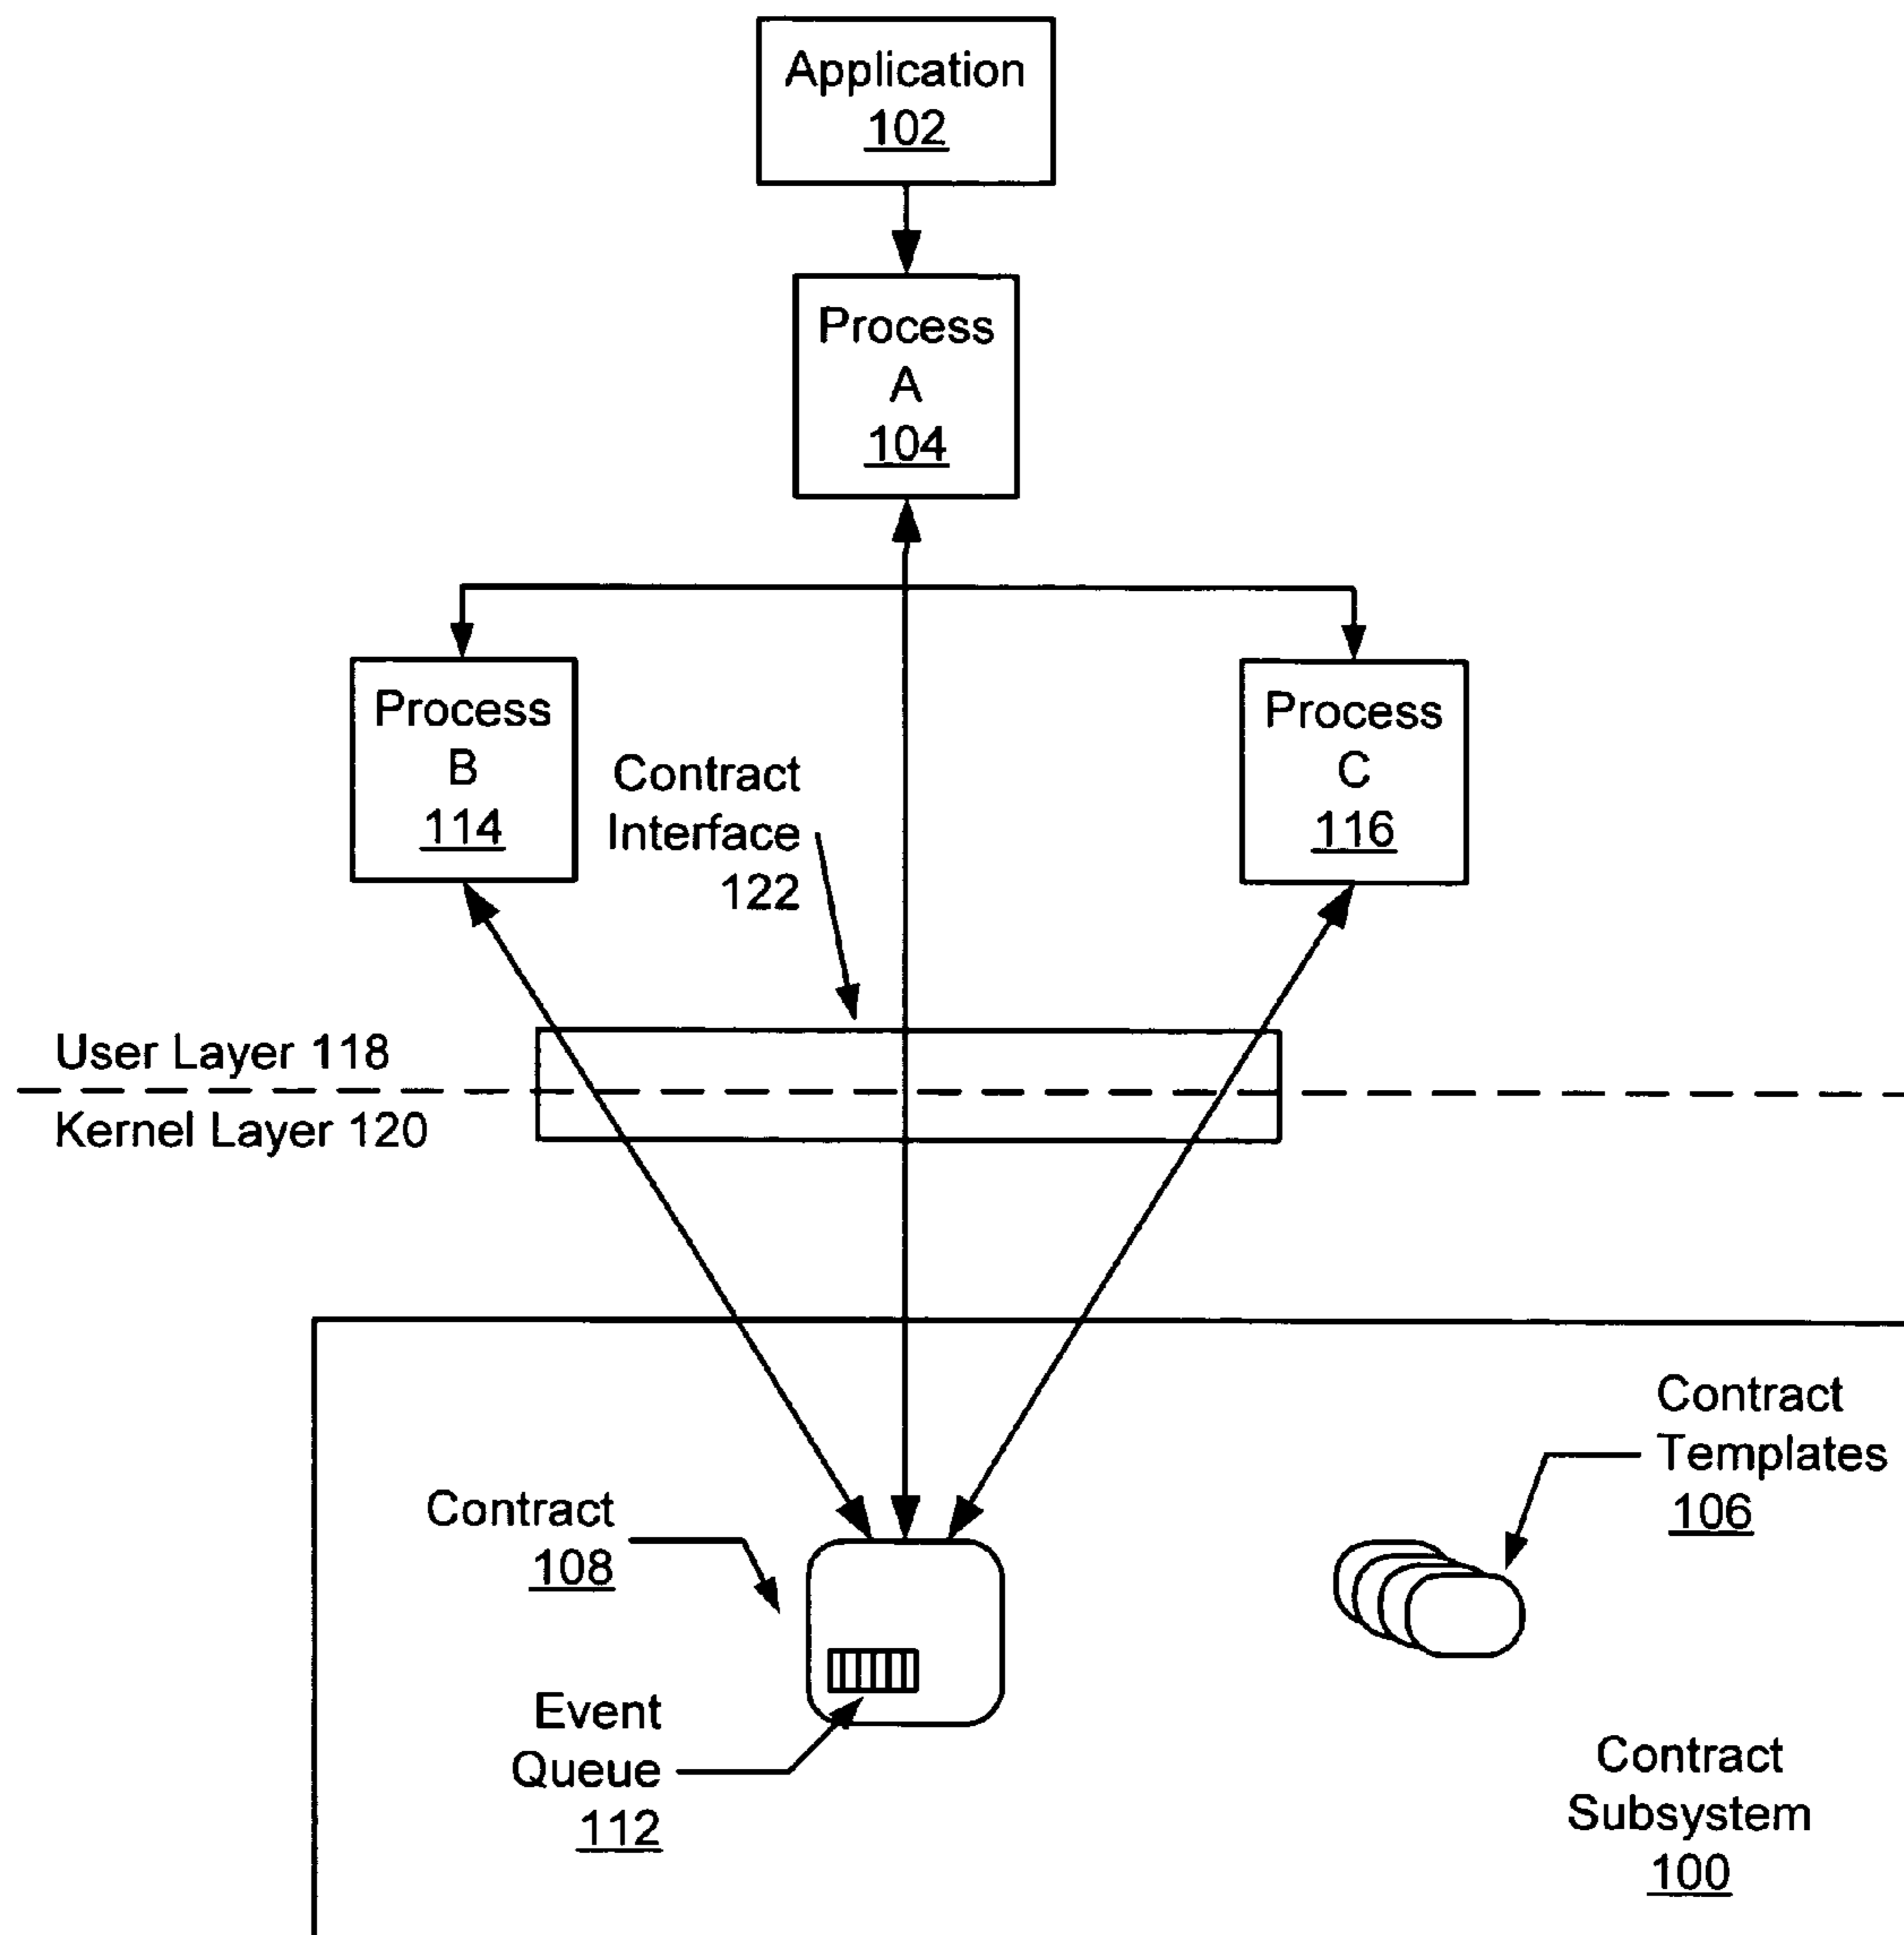 Application
102
Process
A
104
Process
B
114
Contract
Interface
122
Process
C
116
User Layer 118
Kernel Layer 120
Contract
Templates
106
Contract
108
Event
Queue
112
Contract
Subsystem
100